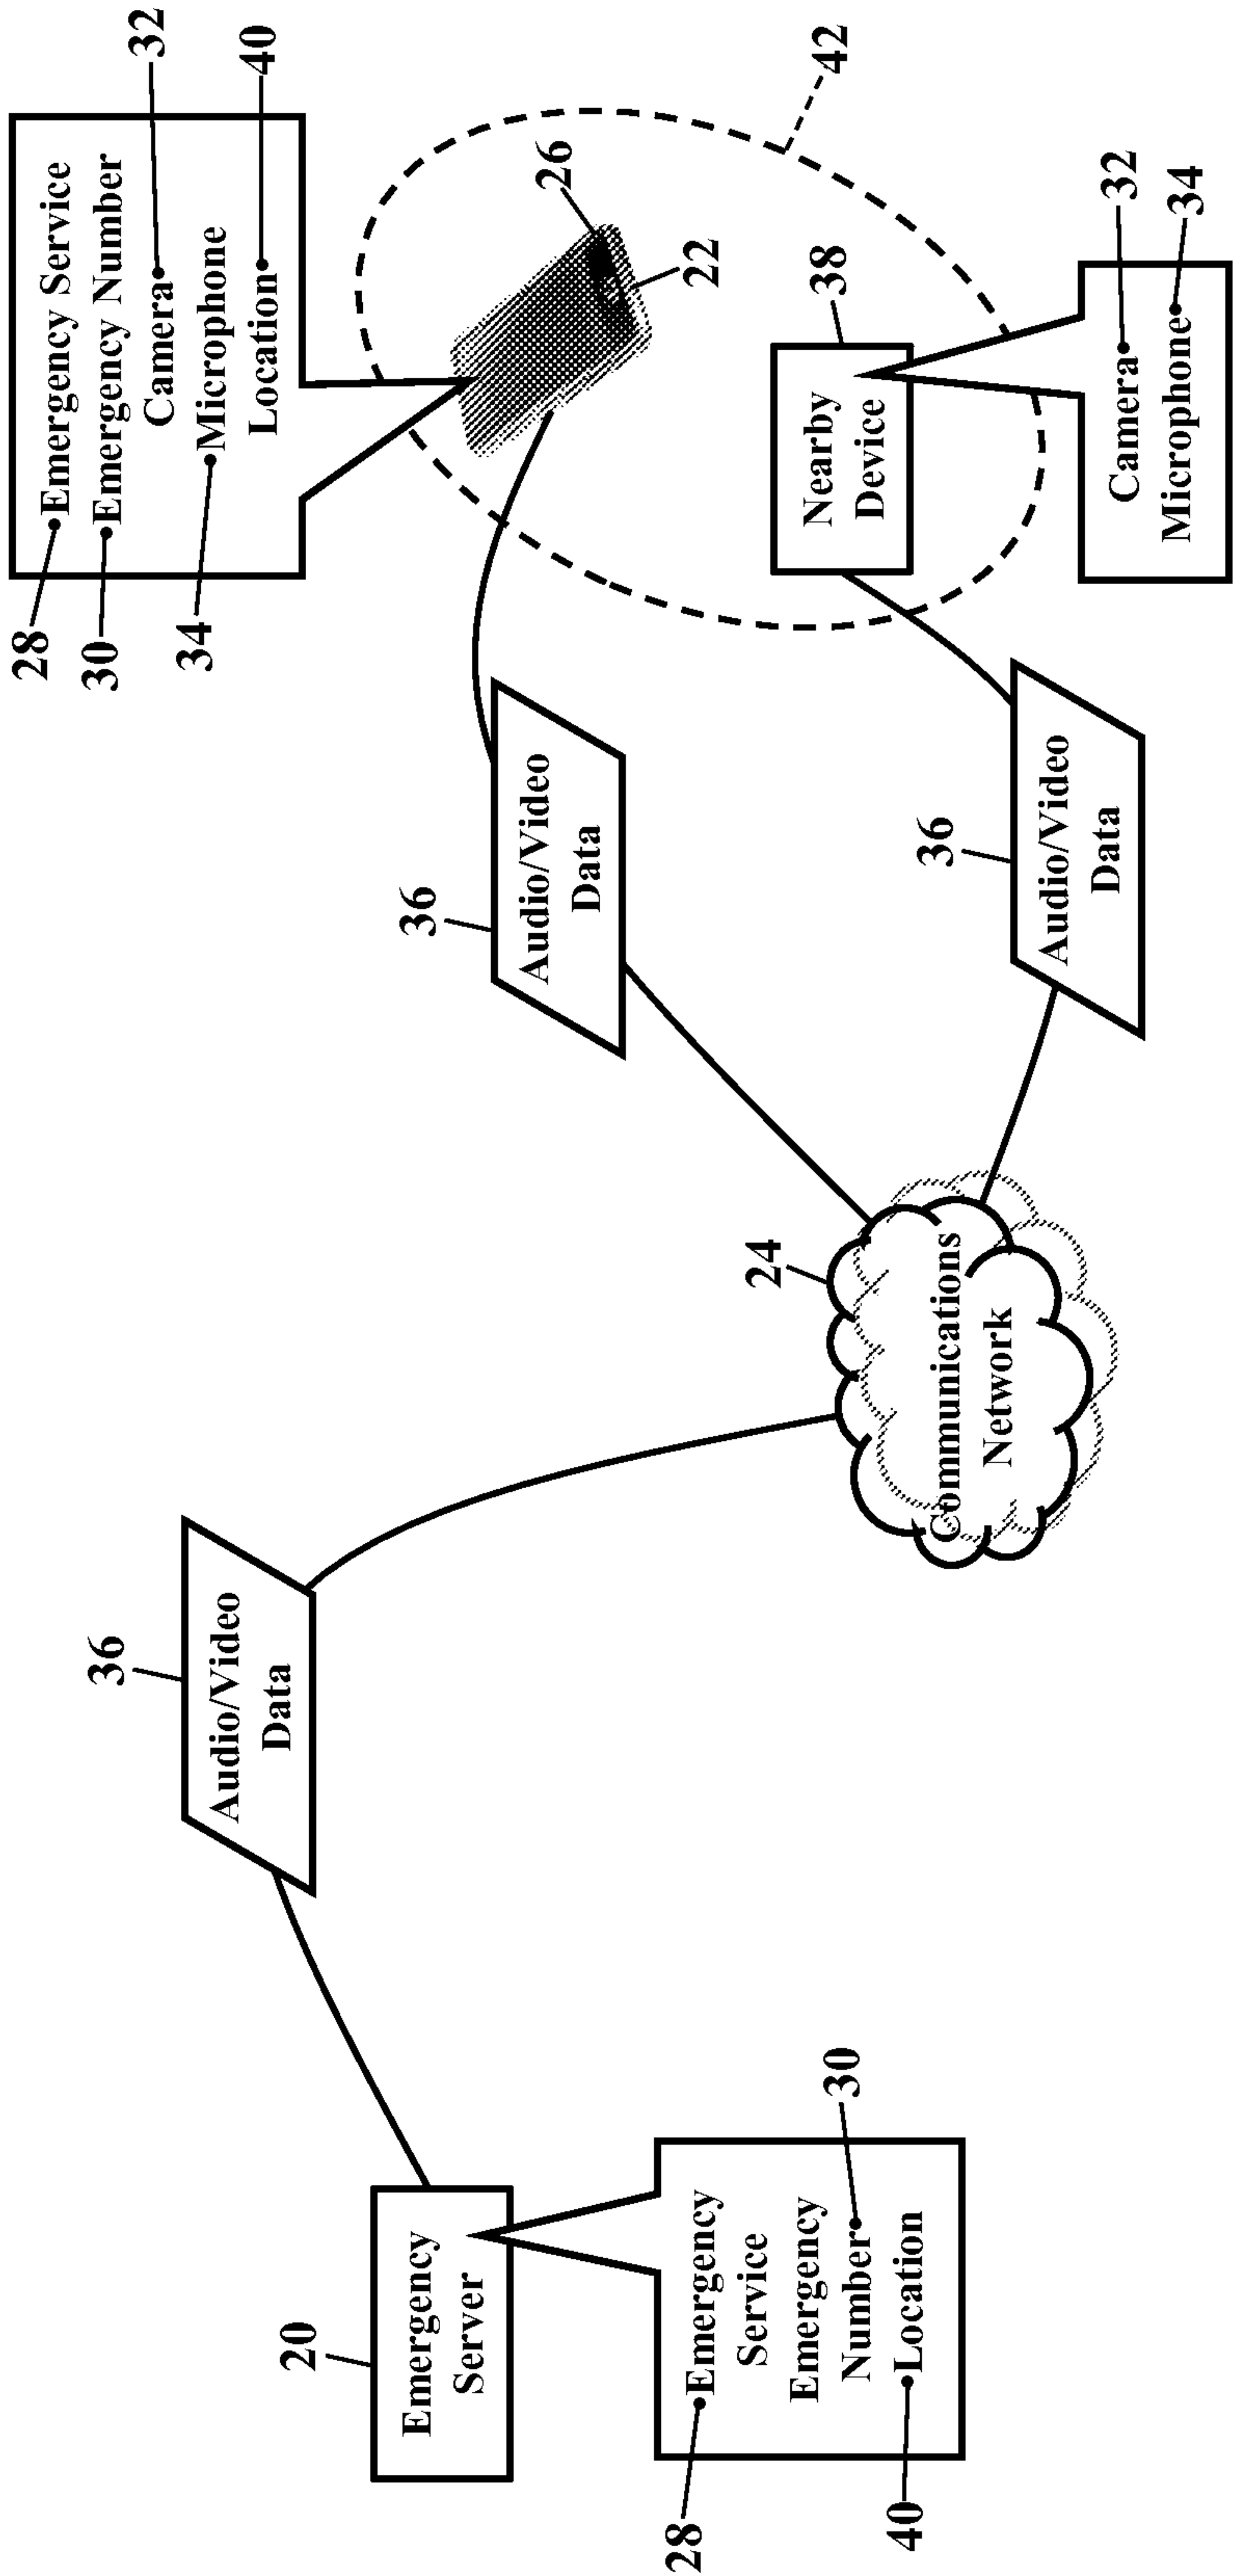 28
Emergency Service
30
Emergency Number
Camera
32
34
Microphone
Location
40
36
Audio/Video
Data
26
22
42
20
Emergency
Server
36
Audio/Video
Data
38
Nearby
Device
24
Communications
Network
36
Audio/Video
Data
28
Emergency
Service
Emergency
Number
30
40
Location
Camera
32
Microphone
34